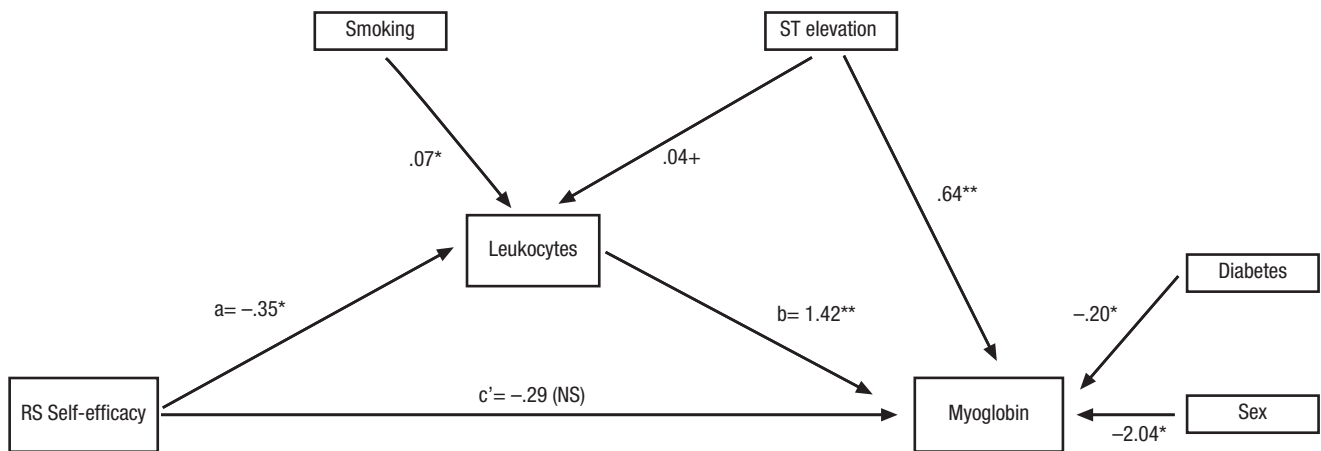 Smoking
ST elevation
.07*
.04+
.64**
Leukocytes
Diabetes
a= –.35*
b= 1.42**
–.20*
RS Self-efficacy
c’= –.29 (NS)
Myoglobin
Sex
–2.04*